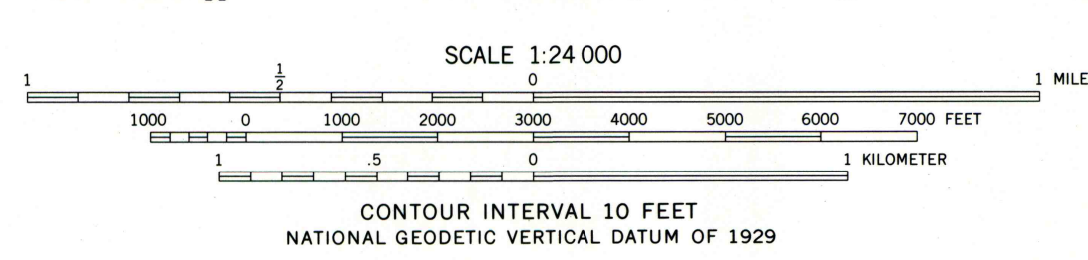 SCALE 1:24 000
1 1/2 0 1 MILE
1000 0 1000 2000 3000 4000 5000 6000 7000 FEET
1 .5 0 1 KILOMETER
CONTOUR INTERVAL 10 FEET
NATIONAL GEODETIC VERTICAL DATUM OF 1929